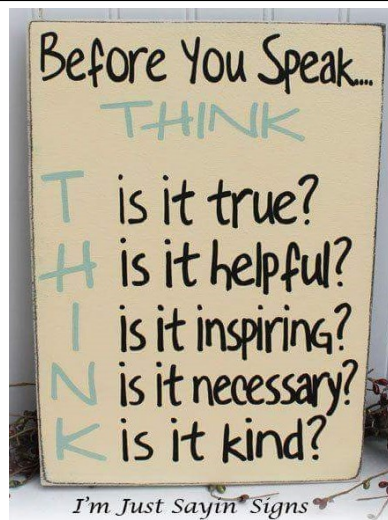 Before You Speak....
THINK
T is it true?
H is it helpful?
I is it inspiring?
N is it necessary?
K is it kind?
I'm Just Sayin' Signs